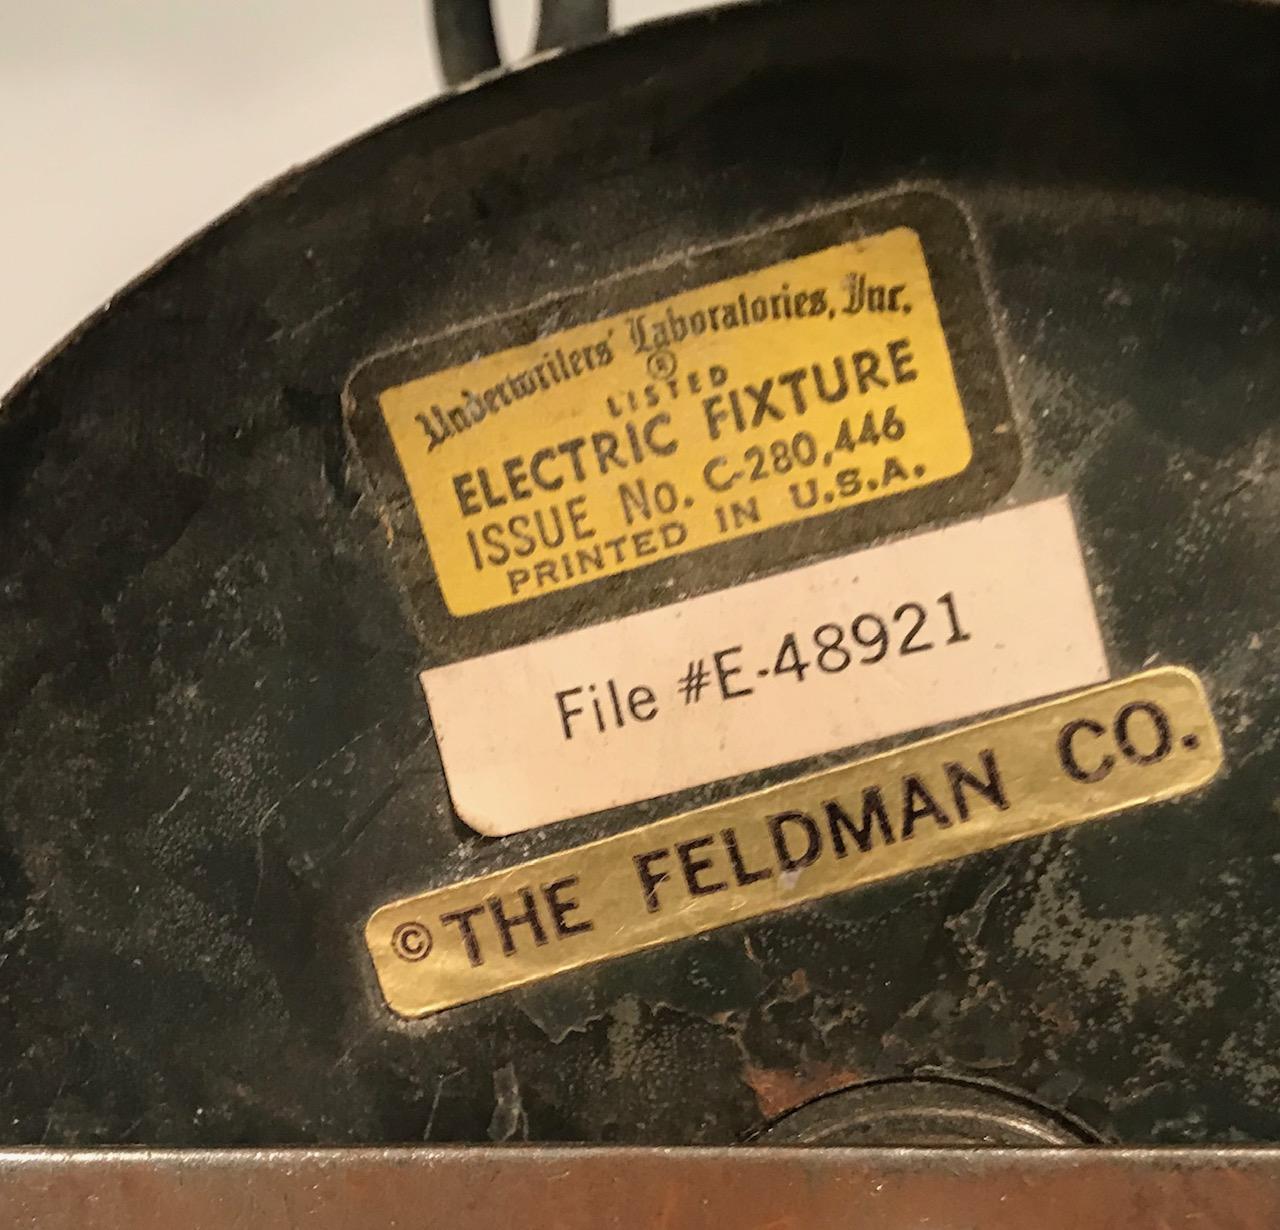 Underwriters' Laboratories, Inc.
®
LISTED
ELECTRIC FIXTURE
ISSUE No. C-280,446
PRINTED IN U.S.A.
File #E-48921
© THE FELDMAN CO.